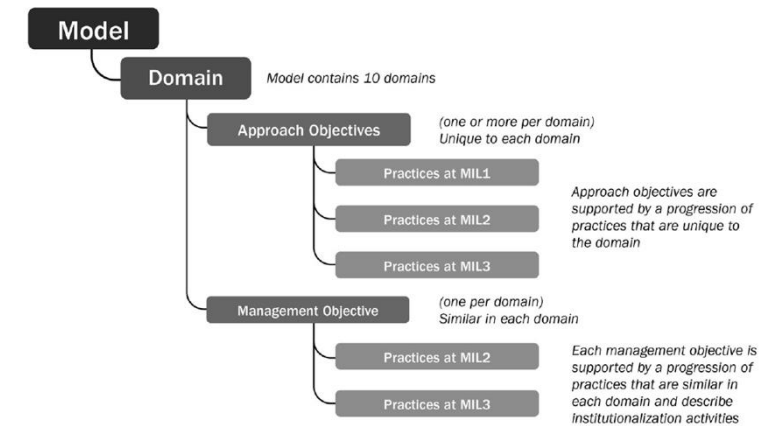 Model
Domain
Model contains 10 domains
Approach Objectives
(one or more per domain)
Unique to each domain
Practices at MIL1
Practices at MIL2
Practices at MIL3
Approach objectives are
supported by a progression of
practices that are unique to
the domain
Management Objective
(one per domain)
Similar in each domain
Practices at MIL2
Practices at MIL3
Each management objective is
supported by a progression of
practices that are similar in
each domain and describe
institutionalization activities